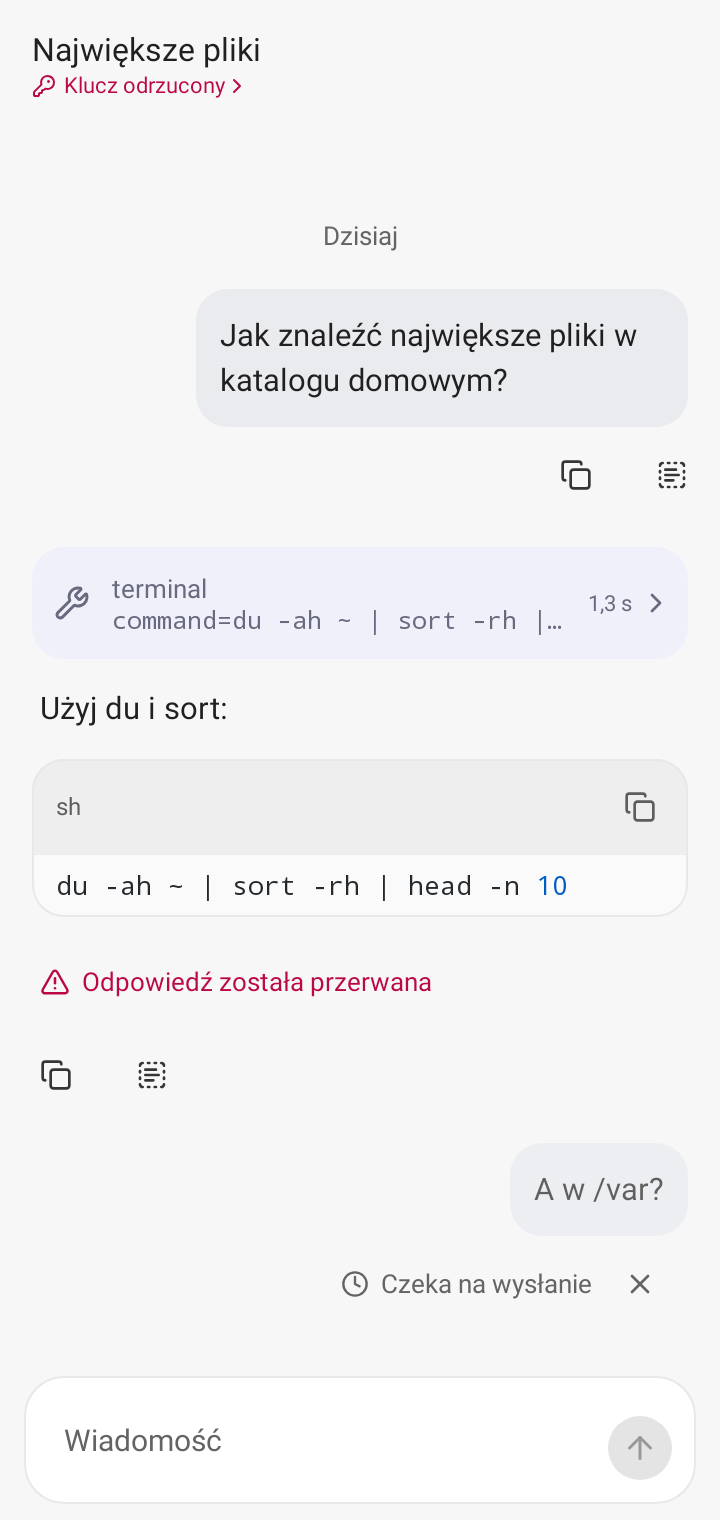 Największe pliki
Klucz odrzucony
Dzisiaj
Jak znaleźć największe pliki w
katalogu domowym?
terminal
command=du -ah ~ | sort -rh |…
1,3 s
Użyj du i sort:
sh
du -ah ~ | sort -rh | head -n 10
Odpowiedź została przerwana
A w /var?
Czeka na wysłanie
Wiadomość